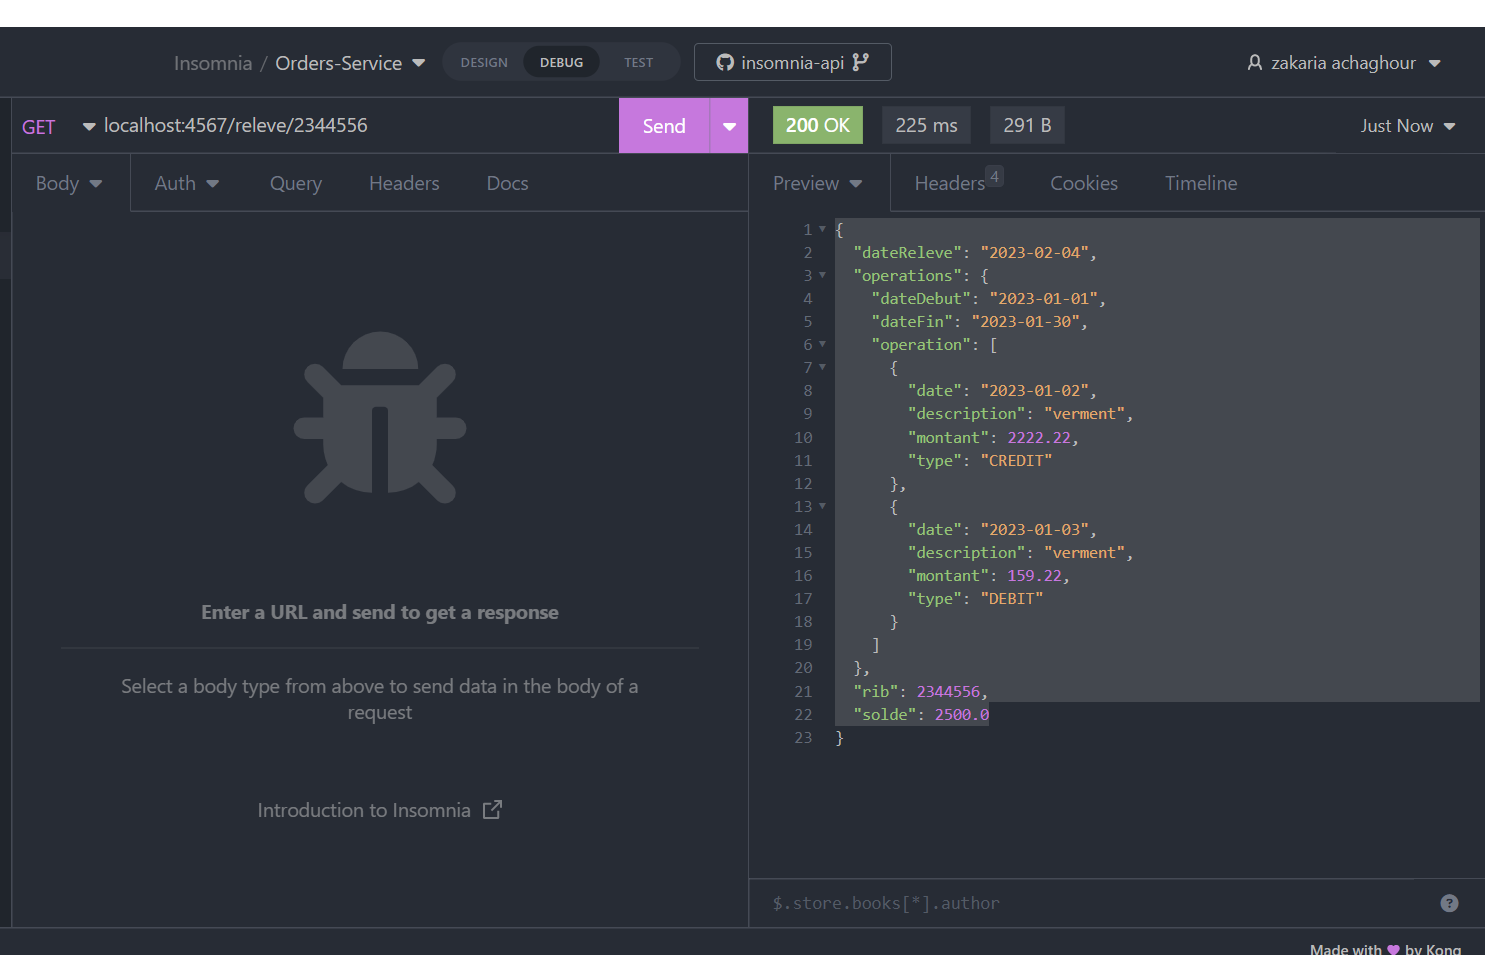 Insomnia / Orders-Service
DESIGN
DEBUG
TEST
insomnia-api
zakaria achaghour
GET
localhost:4567/releve/2344556
Send
200 OK
225 ms
291 B
Just Now
Body
Auth
Query
Headers
Docs
Preview
Headers 4
Cookies
Timeline
Enter a URL and send to get a response
Select a body type from above to send data in the body of a
request
Introduction to Insomnia
1 {
2 "dateReleve": "2023-02-04",
3 "operations": {
4 "dateDebut": "2023-01-01",
5 "dateFin": "2023-01-30",
6 "operation": [
7 {
8 "date": "2023-01-02",
9 "description": "verment",
10 "montant": 2222.22,
11 "type": "CREDIT"
12 },
13 {
14 "date": "2023-01-03",
15 "description": "verment",
16 "montant": 159.22,
17 "type": "DEBIT"
18 }
19 ]
20 },
21 "rib": 2344556,
22 "solde": 2500.0
23 }
$.store.books[*].author
?
Made with 💜 by Kong